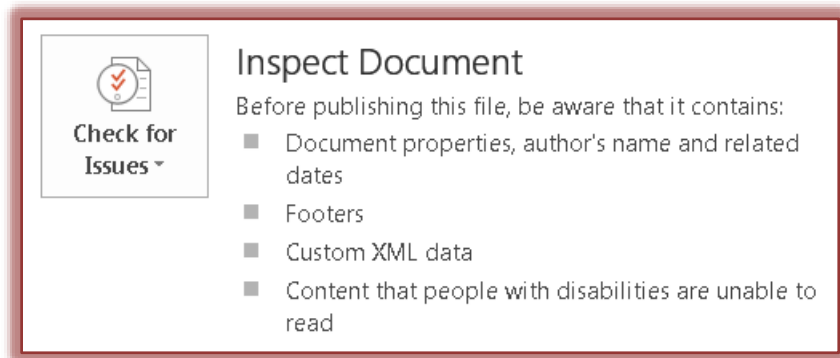 Check for
Issues
Inspect Document
Before publishing this file, be aware that it contains:
Document properties, author's name and related
dates
Footers
Custom XML data
Content that people with disabilities are unable to
read